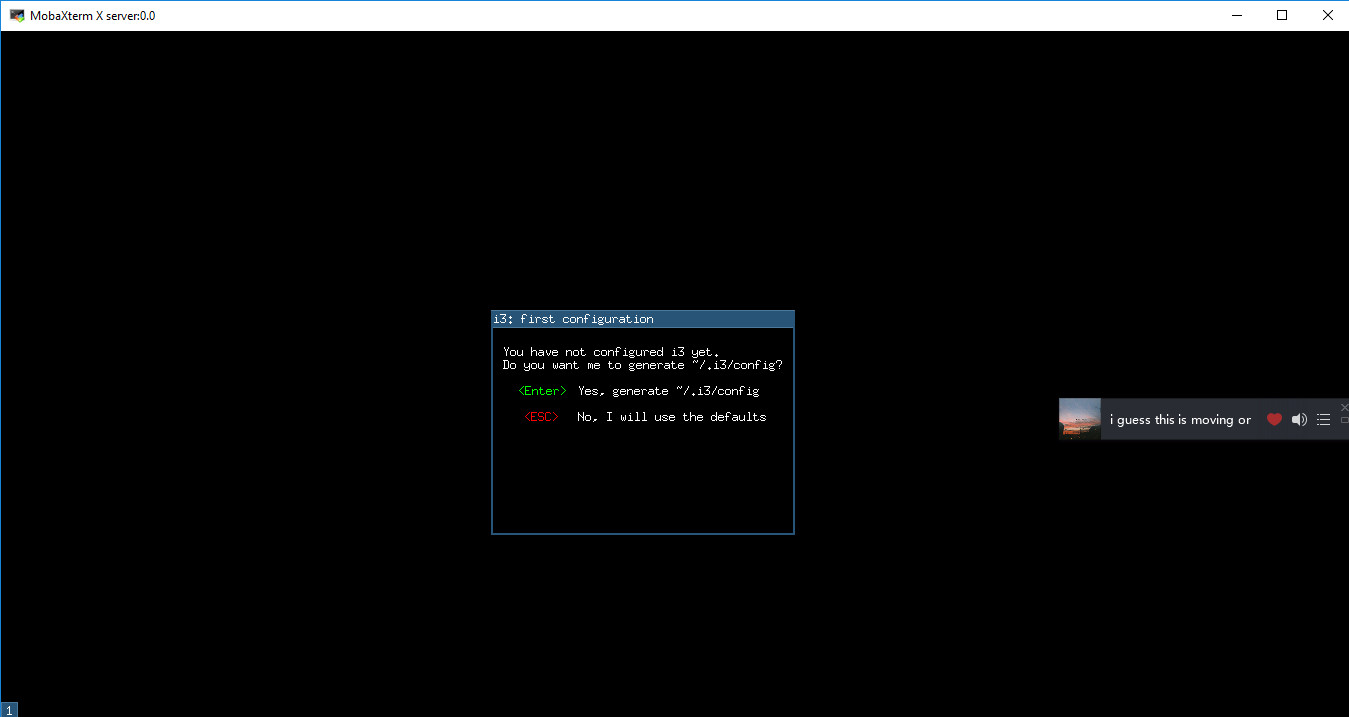 MobaXterm X server:0.0
i3: first configuration
You have not configured i3 yet.
Do you want me to generate ~/.i3/config?
<Enter> Yes, generate ~/.i3/config
<ESC> No, I will use the defaults
i guess this is moving or
1